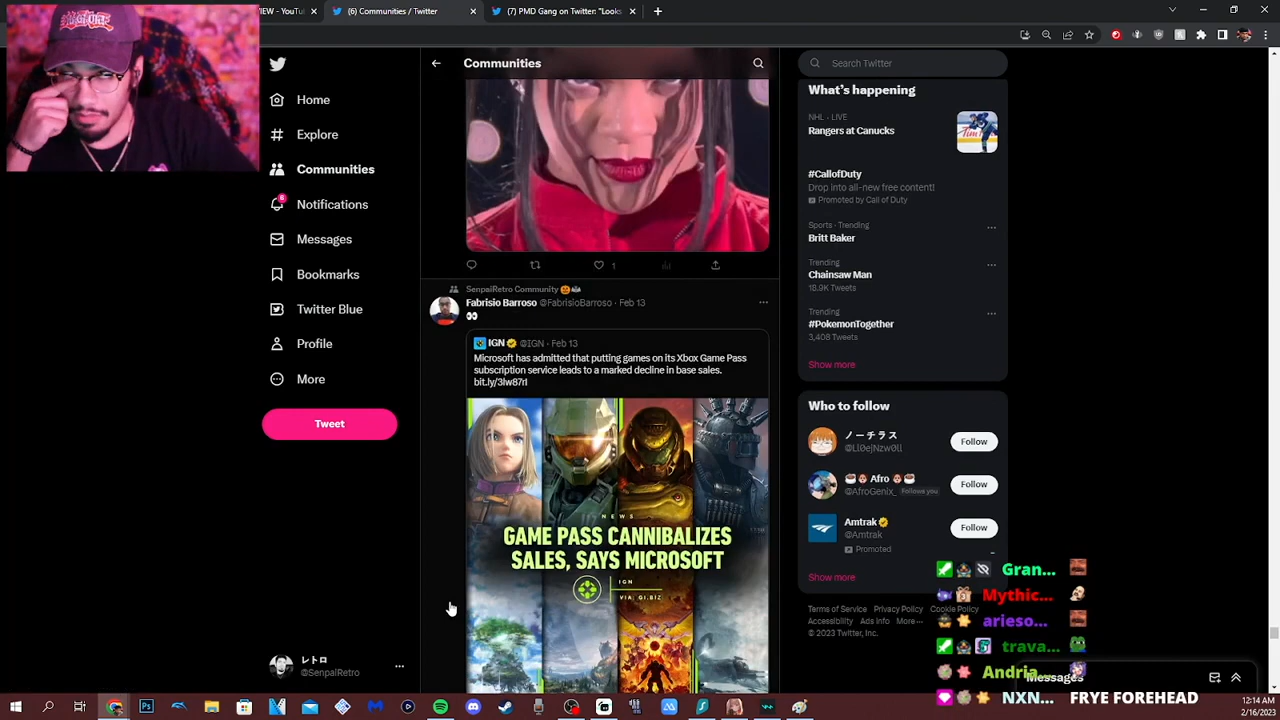 IEW - YouTu
(6) Communities / Twitter
(7) PMD Gang on Twitter: "Looks
Home
Explore
Communities
6
Notifications
Messages
Bookmarks
Twitter Blue
Profile
More
Tweet
レトロ
@SenpaiRetro
Communities
1
SenpaiRetro Community 🎃🦇
Fabrisio Barroso @FabrisioBarroso · Feb 13
👀
IGN @IGN · Feb 13
Microsoft has admitted that putting games on its Xbox Game Pass
subscription service leads to a marked decline in base sales.
bit.ly/3Iw87rI
NEWS
GAME PASS CANNIBALIZES
SALES, SAYS MICROSOFT
IGN
VIA: GI.BIZ
Search Twitter
What's happening
NHL · LIVE
Rangers at Canucks
#CallofDuty
Drop into all-new free content!
Promoted by Call of Duty
Sports · Trending
Britt Baker
Trending
Chainsaw Man
18.9K Tweets
Trending
#PokemonTogether
3,408 Tweets
Show more
Who to follow
ノーチラス
@Ll0ejNzw0ll
Follow
Afro
@AfroGenix_ Follows you
Follow
Amtrak
@Amtrak
Promoted
Follow
Show more
Terms of Service Privacy Policy Cookie Policy
Accessibility Ads info More ...
© 2023 Twitter, Inc.
Messages
Gran...
Mythic...
arieso...
trava...
Andria
NXN... FRYE FOREHEAD
12:14 AM
2/16/2023